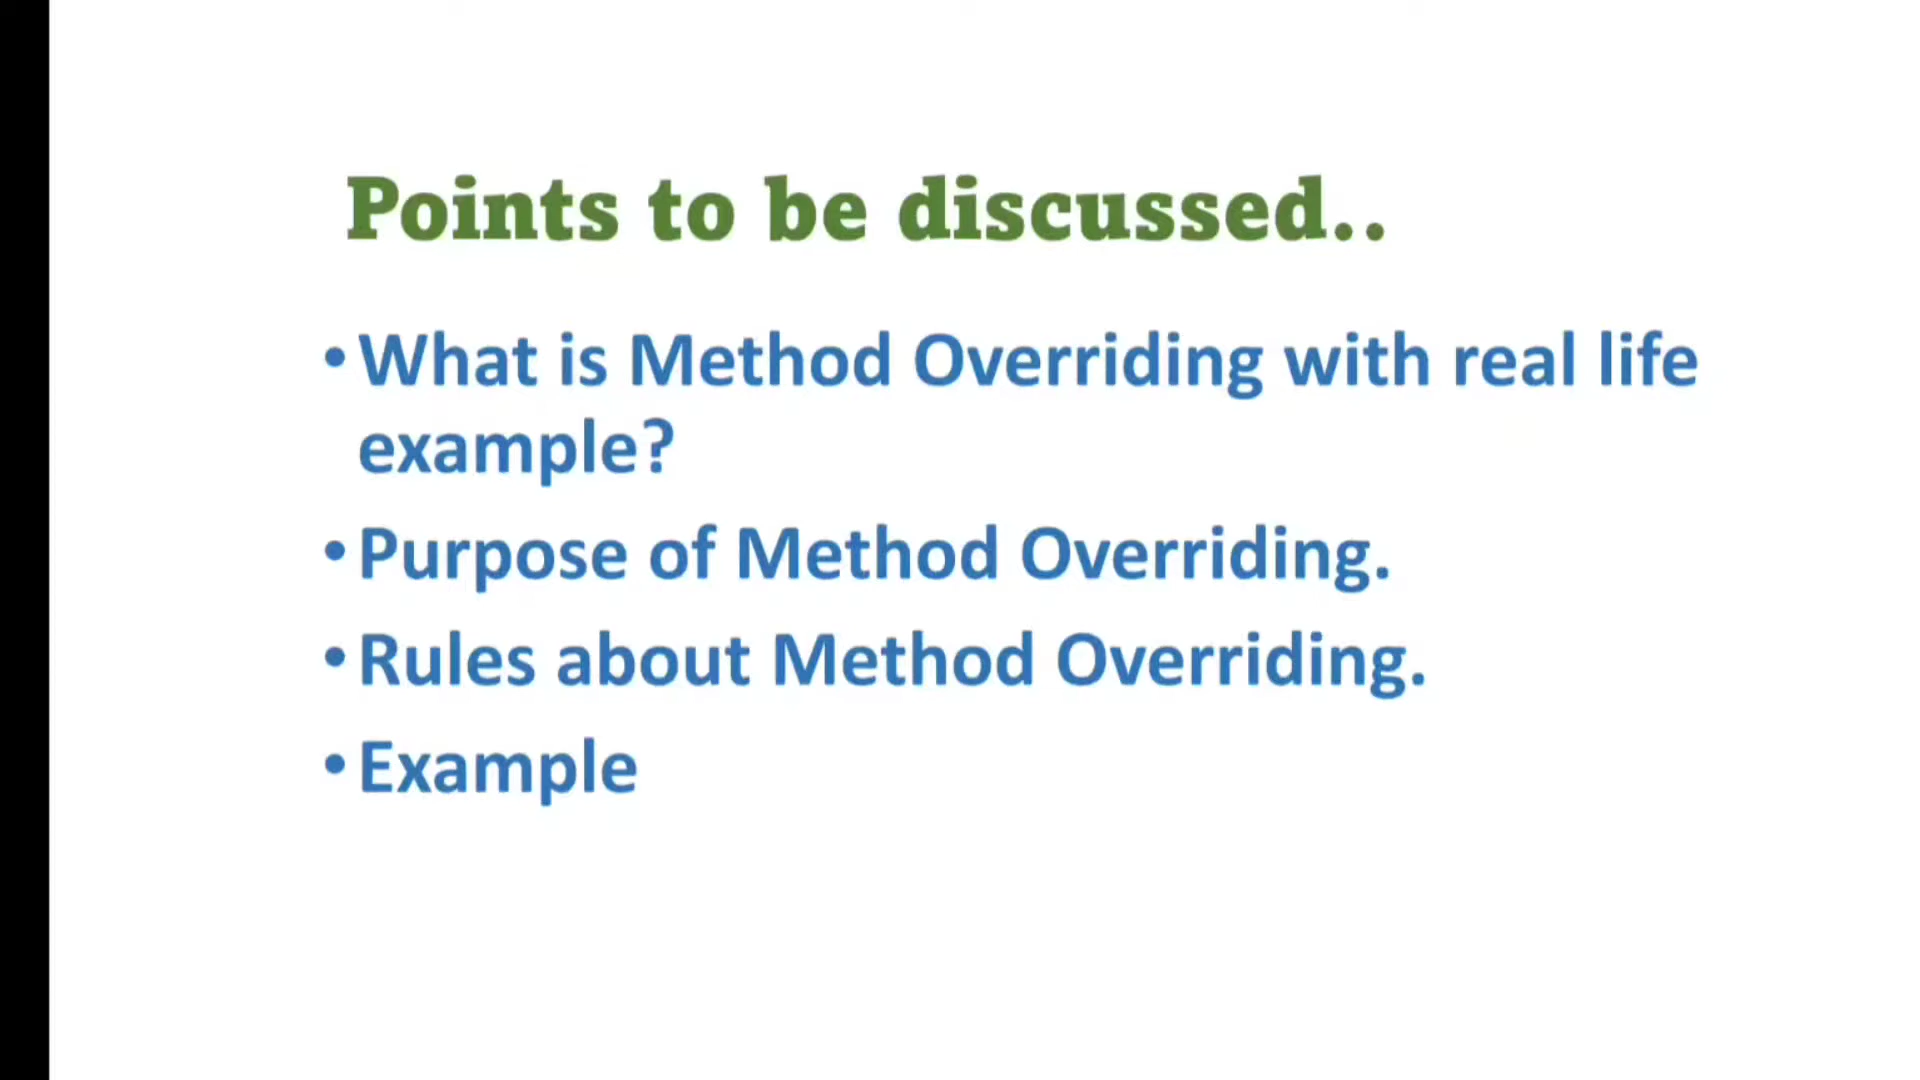 Points to be discussed..
•What is Method Overriding with real life
example?
•Purpose of Method Overriding.
•Rules about Method Overriding.
•Example